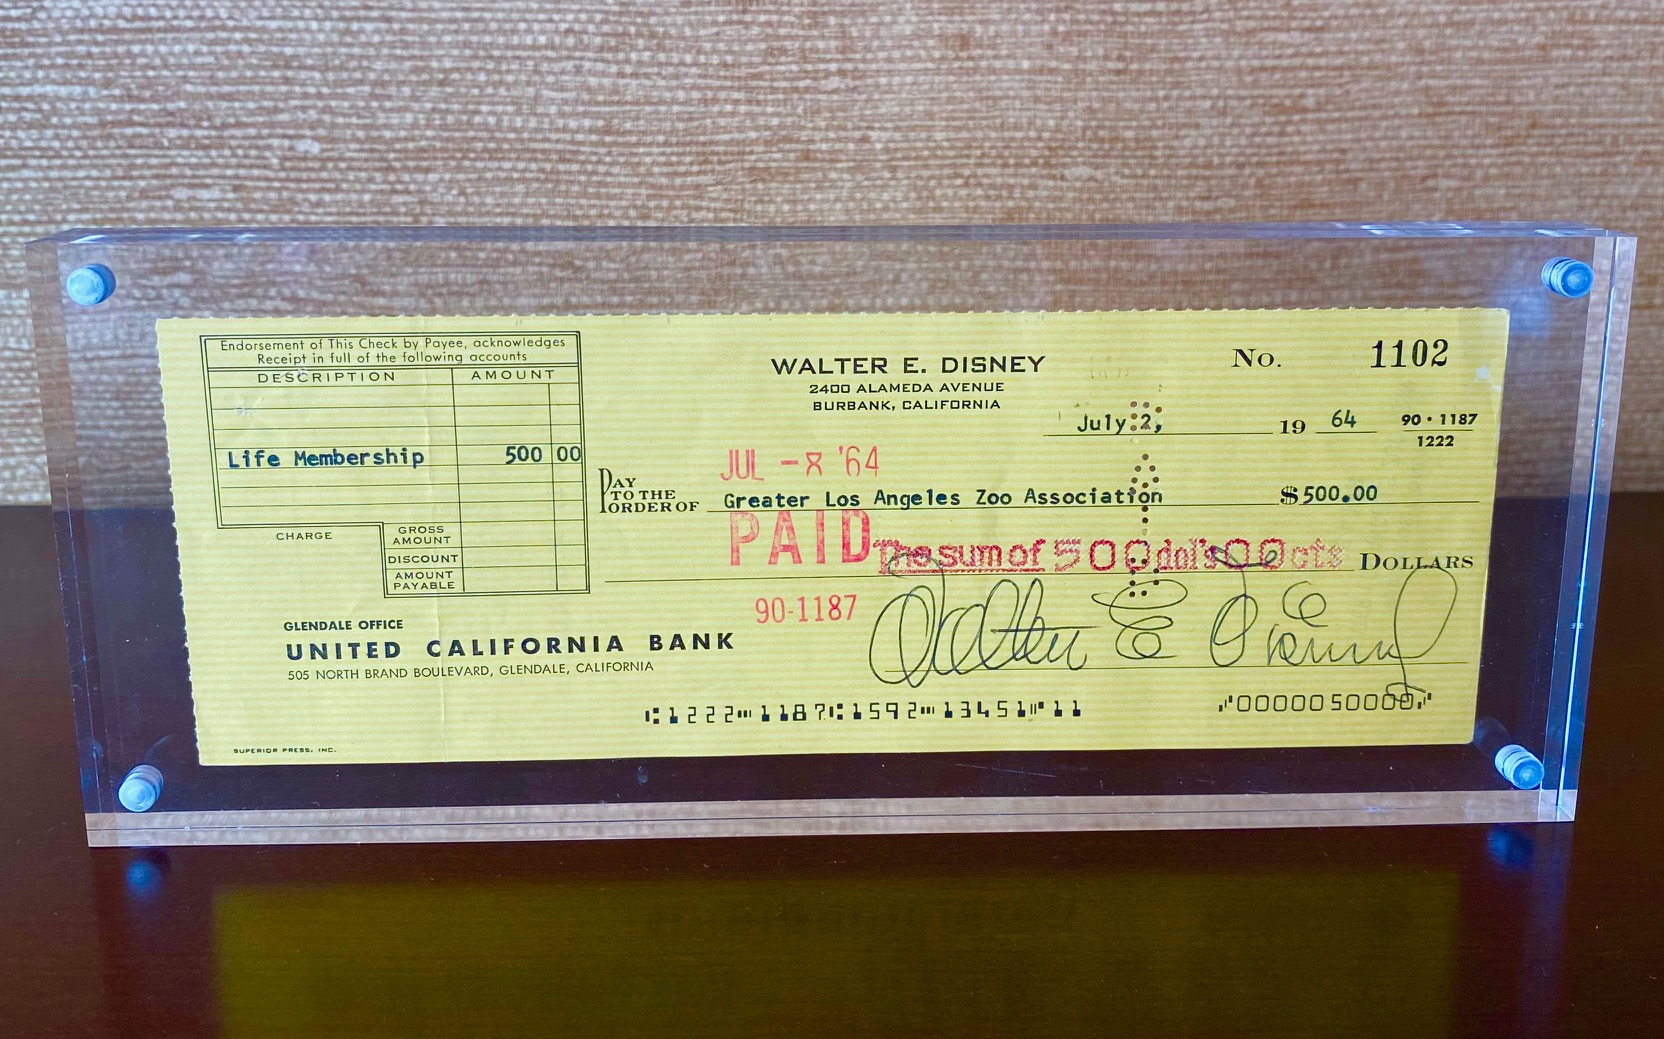 Endorsement of This Check by Payee, acknowledges
Receipt in full of the following accounts
DESCRIPTION AMOUNT
Life Membership 500 00
CHARGE
GROSS AMOUNT
DISCOUNT
AMOUNT PAYABLE
WALTER E. DISNEY
2400 ALAMEDA AVENUE
BURBANK, CALIFORNIA
No. 1102
July 2, 19 64
90-1187
1222
JUL -8 '64
PAY TO THE ORDER OF Greater Los Angeles Zoo Association $500.00
PAID
The sum of 500 dol's 00 cts DOLLARS
90-1187
Walter E Disney
GLENDALE OFFICE
UNITED CALIFORNIA BANK
505 NORTH BRAND BOULEVARD, GLENDALE, CALIFORNIA
⑆1222⑉1187⑆1592⑉13451⑈11
⑈0000050000⑈
SUPERIOR PRESS, INC.